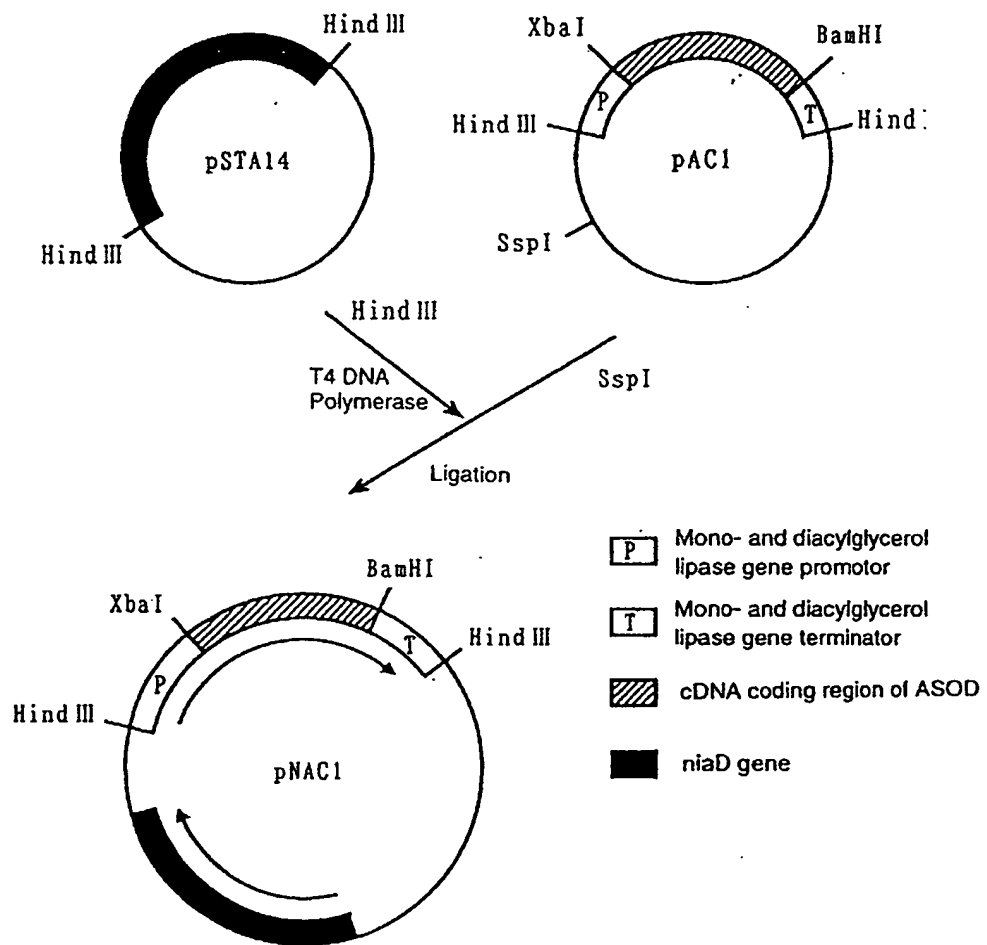 Hind III
XbaI
BamHI
P
T
Hind III
Hind
pSTA14
pAC1
Hind III
SspI
Hind III
T4 DNA
Polymerase
SspI
Ligation
P
Mono- and diacylglycerol
lipase gene promotor
BamHI
XbaI
T
Mono- and diacylglycerol
lipase gene terminator
T
Hind III
P
cDNA coding region of ASOD
Hind III
pNAC1
niaD gene